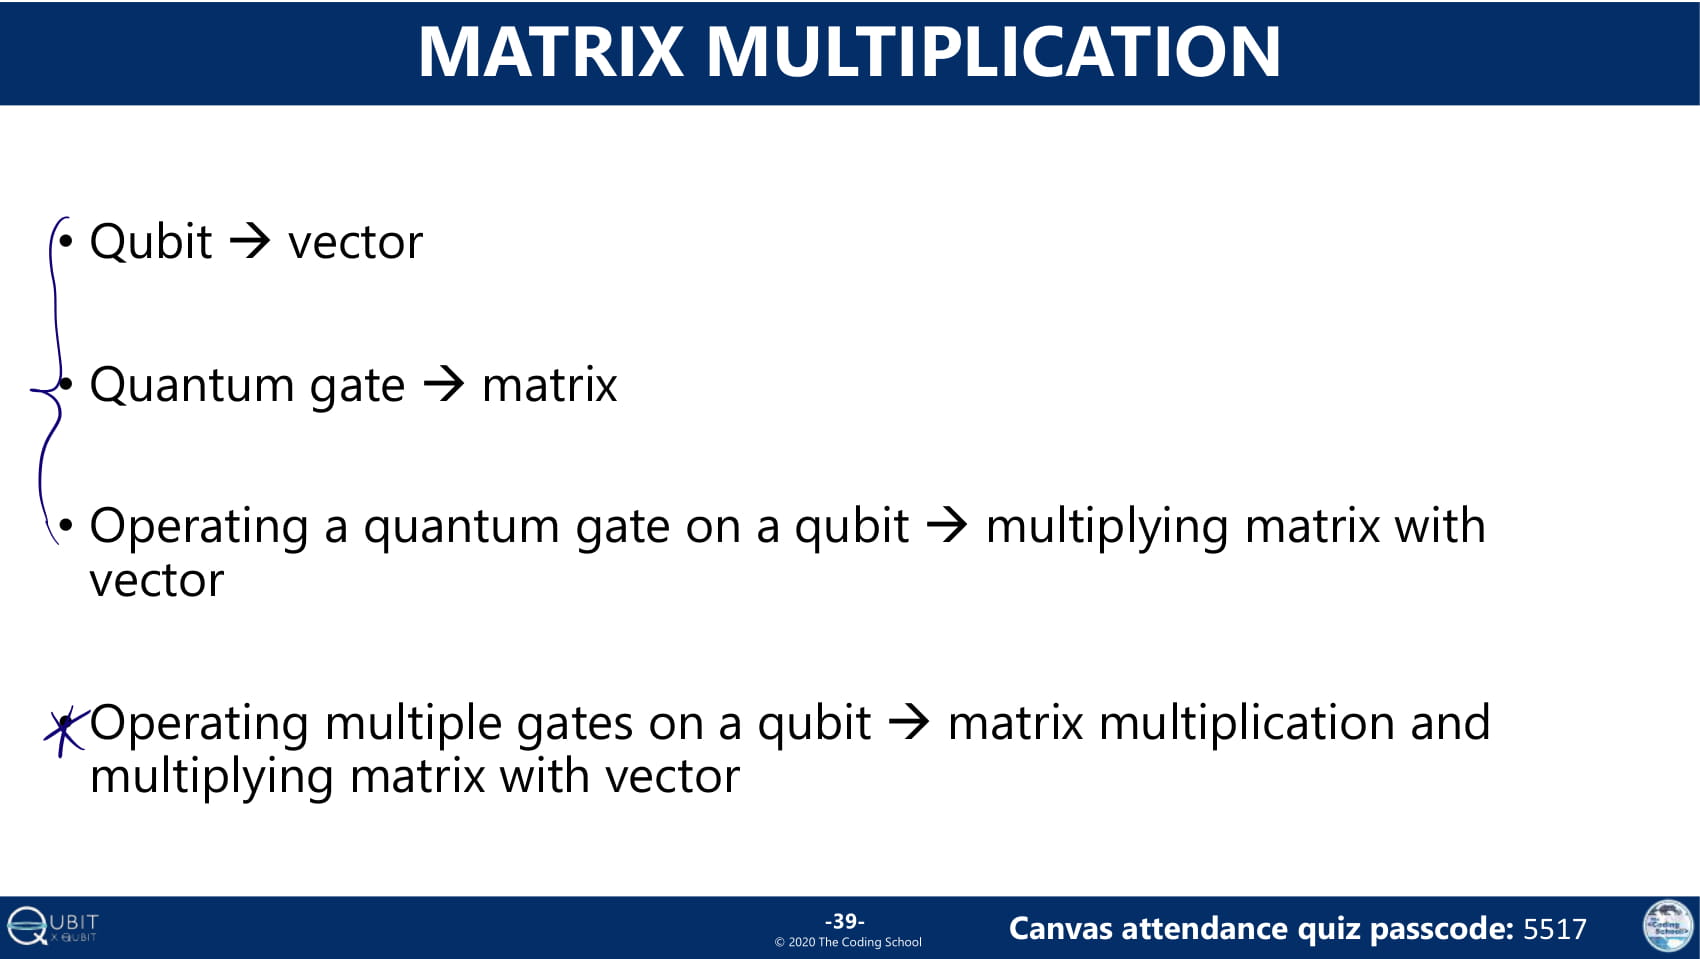 MATRIX MULTIPLICATION
• Qubit → vector
• Quantum gate → matrix
• Operating a quantum gate on a qubit → multiplying matrix with
vector
• Operating multiple gates on a qubit → matrix multiplication and
multiplying matrix with vector
QUBIT
X QUBIT
-39-
© 2020 The Coding School
Canvas attendance quiz passcode: 5517
The
Coding
School